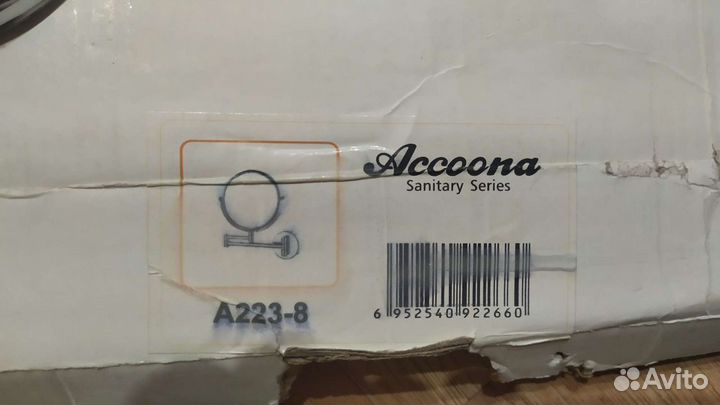 Accoona
Sanitary Series
A223-8
6 952540 922660
Avito